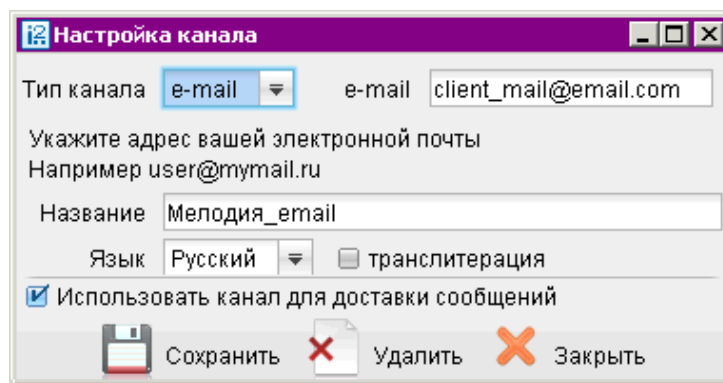 i2 Настройка канала
Тип канала e-mail e-mail client_mail@email.com
Укажите адрес вашей электронной почты
Например user@mymail.ru
Название Мелодия_email
Язык Русский транслитерация
Использовать канал для доставки сообщений
Сохранить Удалить Закрыть